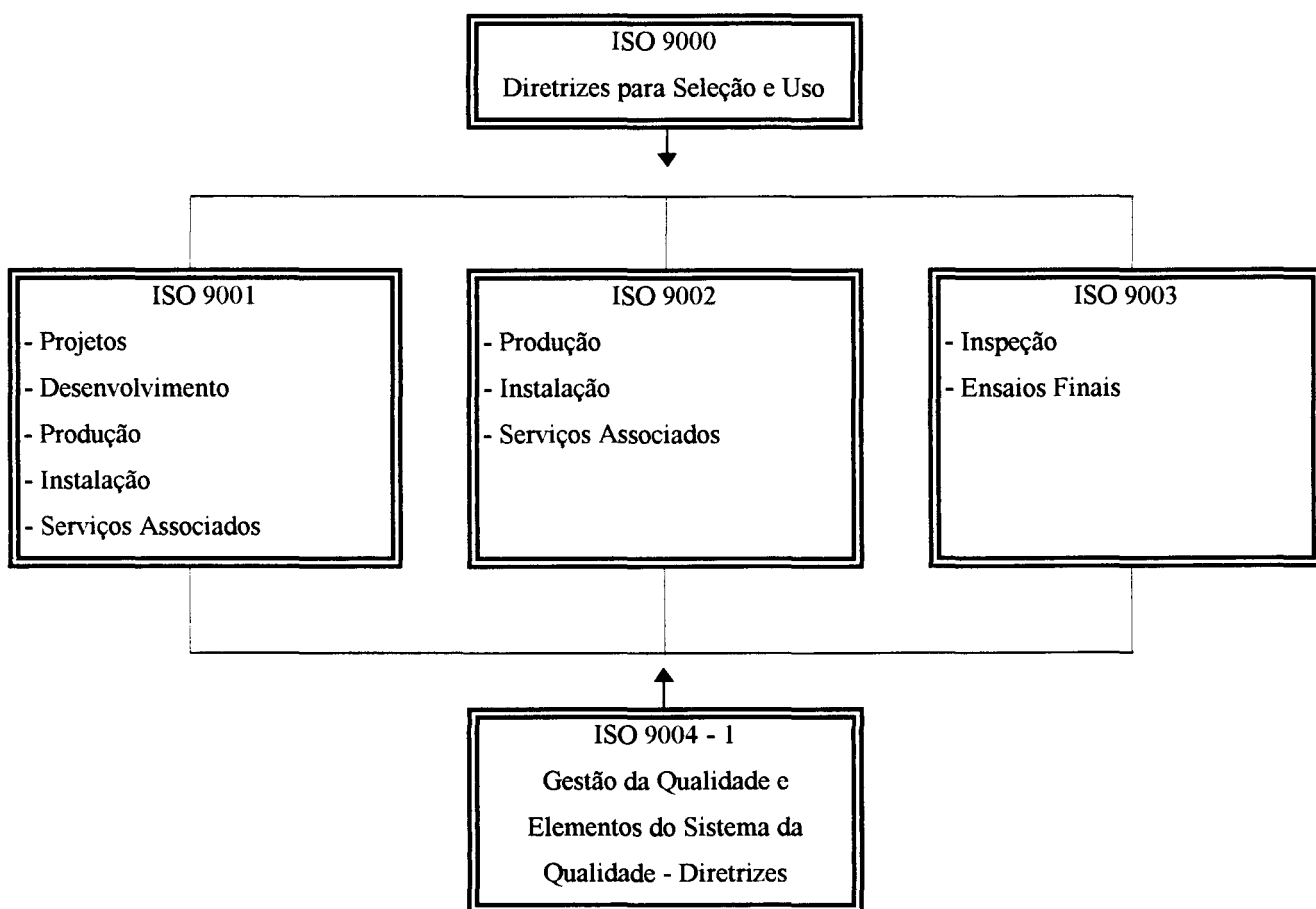 ISO 9000
Diretrizes para Seleção e Uso
ISO 9001
- Projetos
- Desenvolvimento
- Produção
- Instalação
- Serviços Associados
ISO 9002
- Produção
- Instalação
- Serviços Associados
ISO 9003
- Inspeção
- Ensaios Finais
ISO 9004 - 1
Gestão da Qualidade e
Elementos do Sistema da
Qualidade - Diretrizes